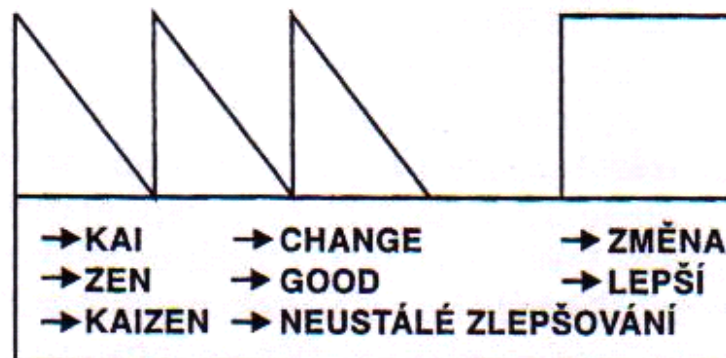 → KAI → CHANGE → ZMĚNA
→ ZEN → GOOD → LEPŠÍ
→ KAIZEN → NEUSTÁLÉ ZLEPŠOVÁNÍ